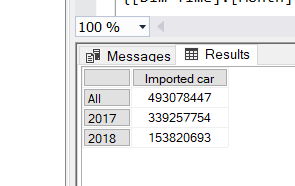 100 %
Messages Results
Imported car
All 493078447
2017 339257754
2018 153820693